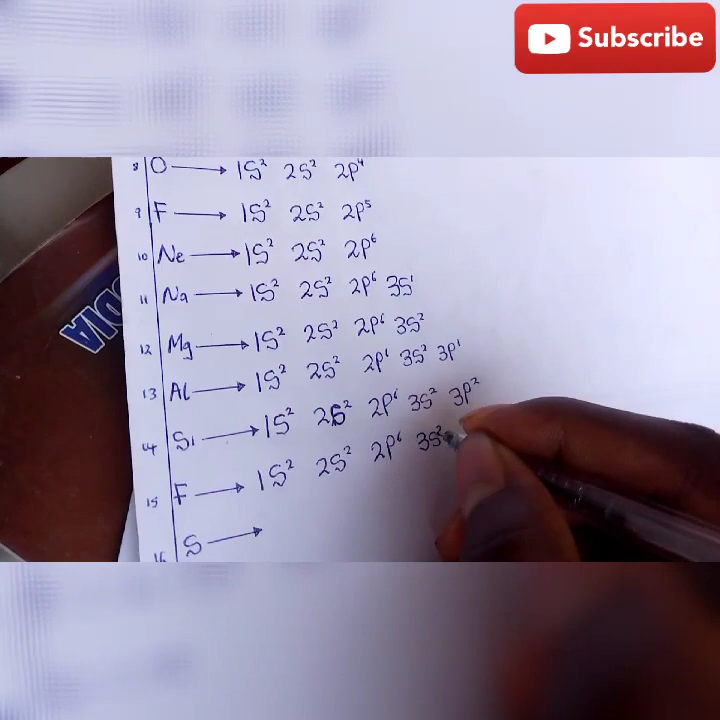 Subscribe
8 O → 1S² 2S² 2P⁴
9 F → 1S² 2S² 2P⁵
10 Ne → 1S² 2S² 2P⁶
11 Na → 1S² 2S² 2P⁶ 3S¹
12 Mg → 1S² 2S² 2P⁶ 3S²
13 Al → 1S² 2S² 2P⁶ 3S² 3P¹
14 Si → 1S² 2S² 2P⁶ 3S² 3P²
15 F → 1S² 2S² 2P⁶ 3S²
16 S →
DIA